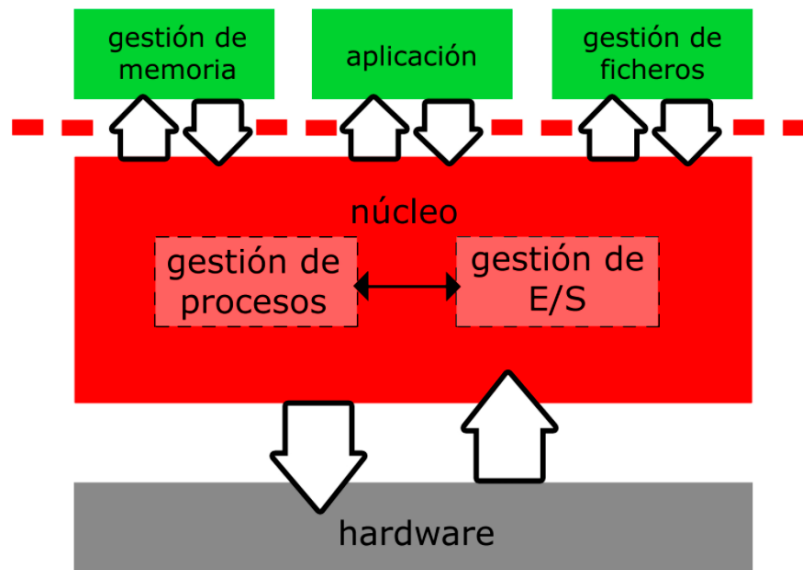 gestión de
memoria
aplicación
gestión de
ficheros
núcleo
gestión de
procesos
gestión de
E/S
hardware